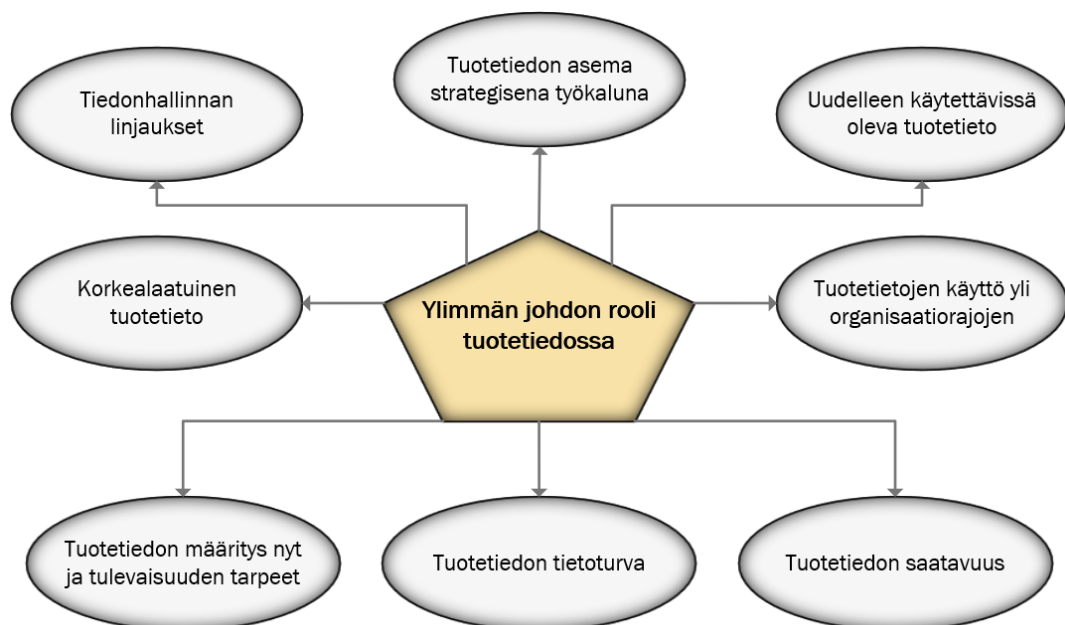 Tuotetiedon asema
strategisena työkaluna
Tiedonhallinnan
linjaukset
Uudelleen käytettävissä
oleva tuotetieto
Korkealaatuinen
tuotetieto
Ylimmän johdon rooli
tuotetiedossa
Tuotetietojen käyttö yli
organisaatiorajojen
Tuotetiedon määritys nyt
ja tulevaisuuden tarpeet
Tuotetiedon tietoturva
Tuotetiedon saatavuus